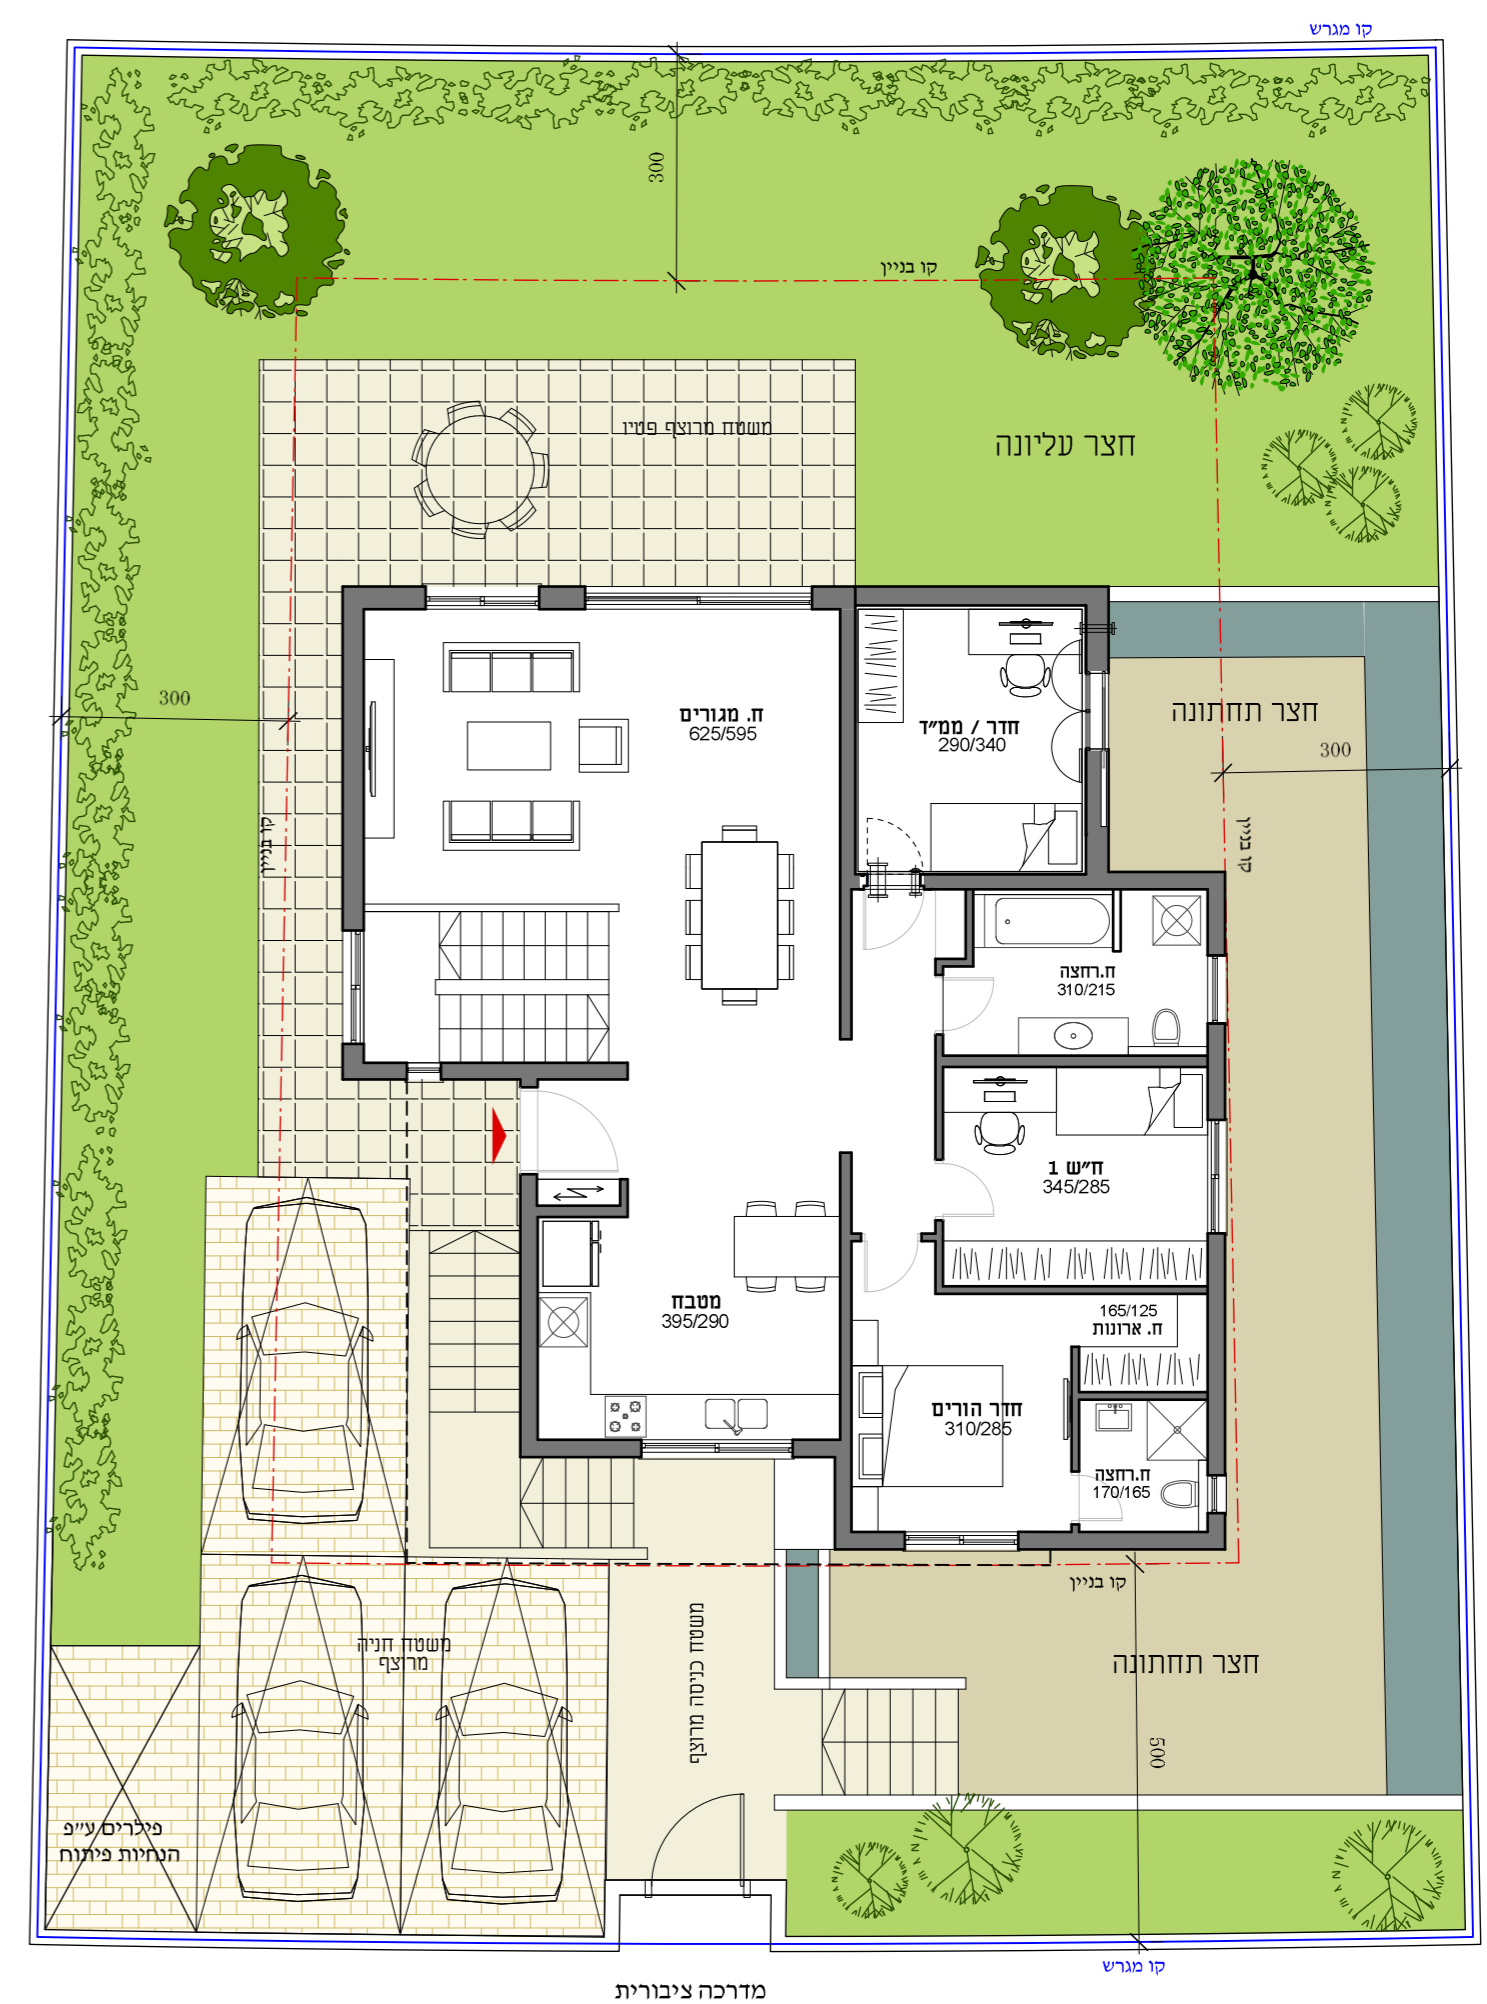 קו מגרש
300
קו בניין
משטח מרוצף פטיו
חצר עליונה
300
ח. מגורים
625/595
חדר / ממ״ד
290/340
חצר תחתונה
300
קו בניין
קו בניין
ח.רחצה
310/215
ח״ש 1
345/285
מטבח
395/290
165/125
ח. ארונות
חדר הורים
310/285
ח.רחצה
170/165
קו בניין
משטח חניה
מרוצף
משטח כניסה מרוצף
חצר תחתונה
500
פילרים ע״פ
הנחיות פיתוח
קו מגרש
מדרכה ציבורית